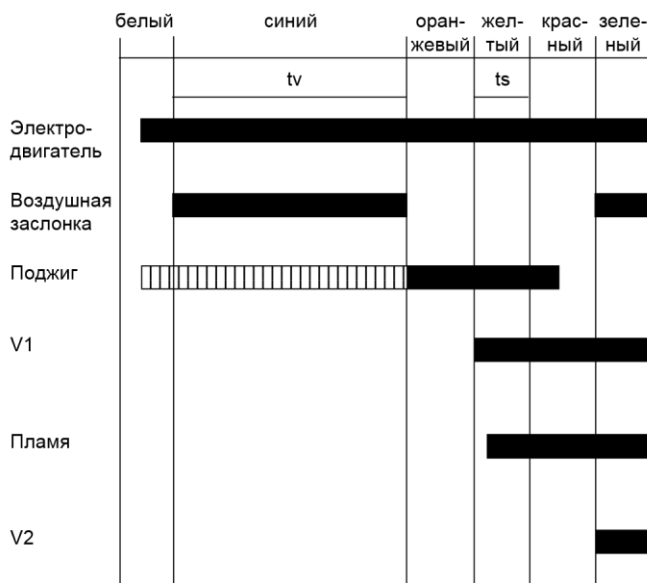 белый
синий
оран-
жевый
жел-
тый
крас-
ный
зеле-
ный
tv
ts
Электро-
двигатель
Воздушная
заслонка
Поджиг
V1
Пламя
V2